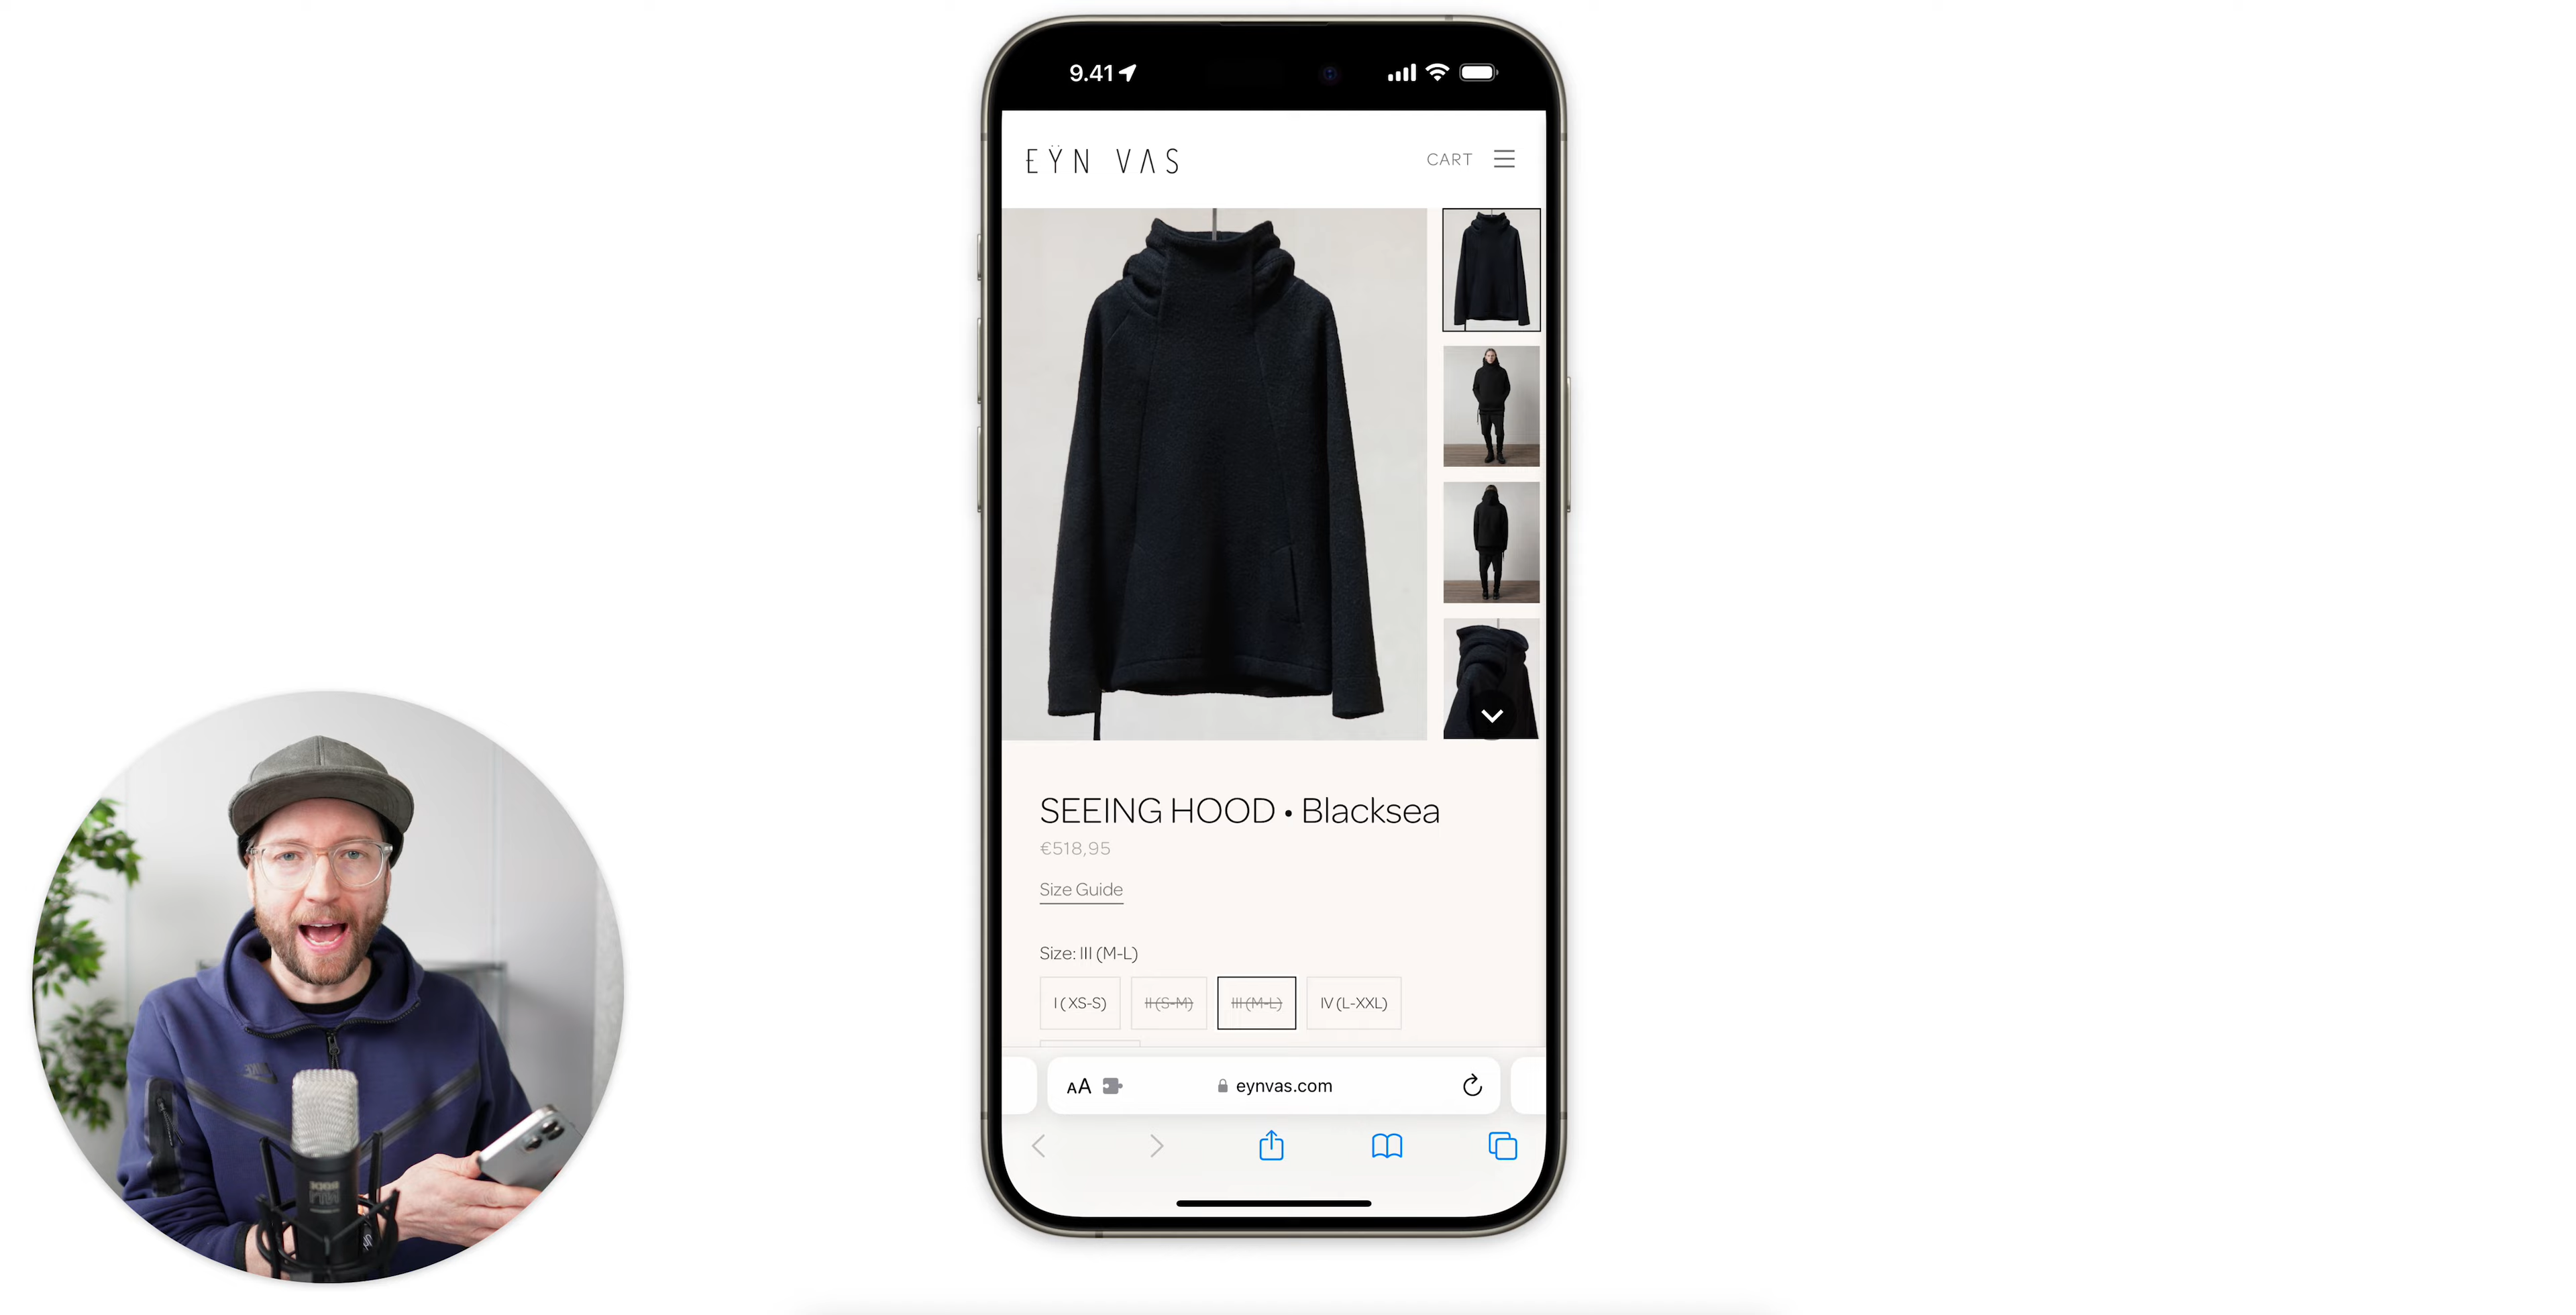 9.41
EŸN VAS
CART
SEEING HOOD • Blacksea
€518,95
Size Guide
Size: III (M-L)
I ( XS-S) II (S-M) III (M-L) IV (L-XXL)
AA eynvas.com